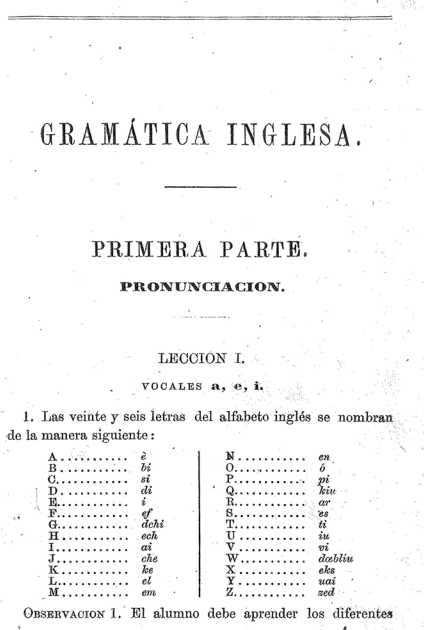 GRAMÁTICA INGLESA.
PRIMERA PARTE.
PRONUNCIACION.
LECCIÓN I.
VOCALES a, e, i.
1. Las veinte y seis letras del alfabeto inglés se nombran
de la manera siguiente:
A........... è
B........... bi
C........... si
D........... di
E........... i
F........... ef
G........... dchi
H........... ech
I........... ai
J........... che
K........... ke
L........... el
M........... em
N.......... en
O.......... ó
P.......... pi
Q.......... kiu
R.......... ar
S.......... es
T.......... ti
U.......... iu
V.......... vi
W.......... dœbliu
X.......... eks
Y.......... uai
Z.......... zed
OBSERVACION 1. El alumno debe aprender los diferentes